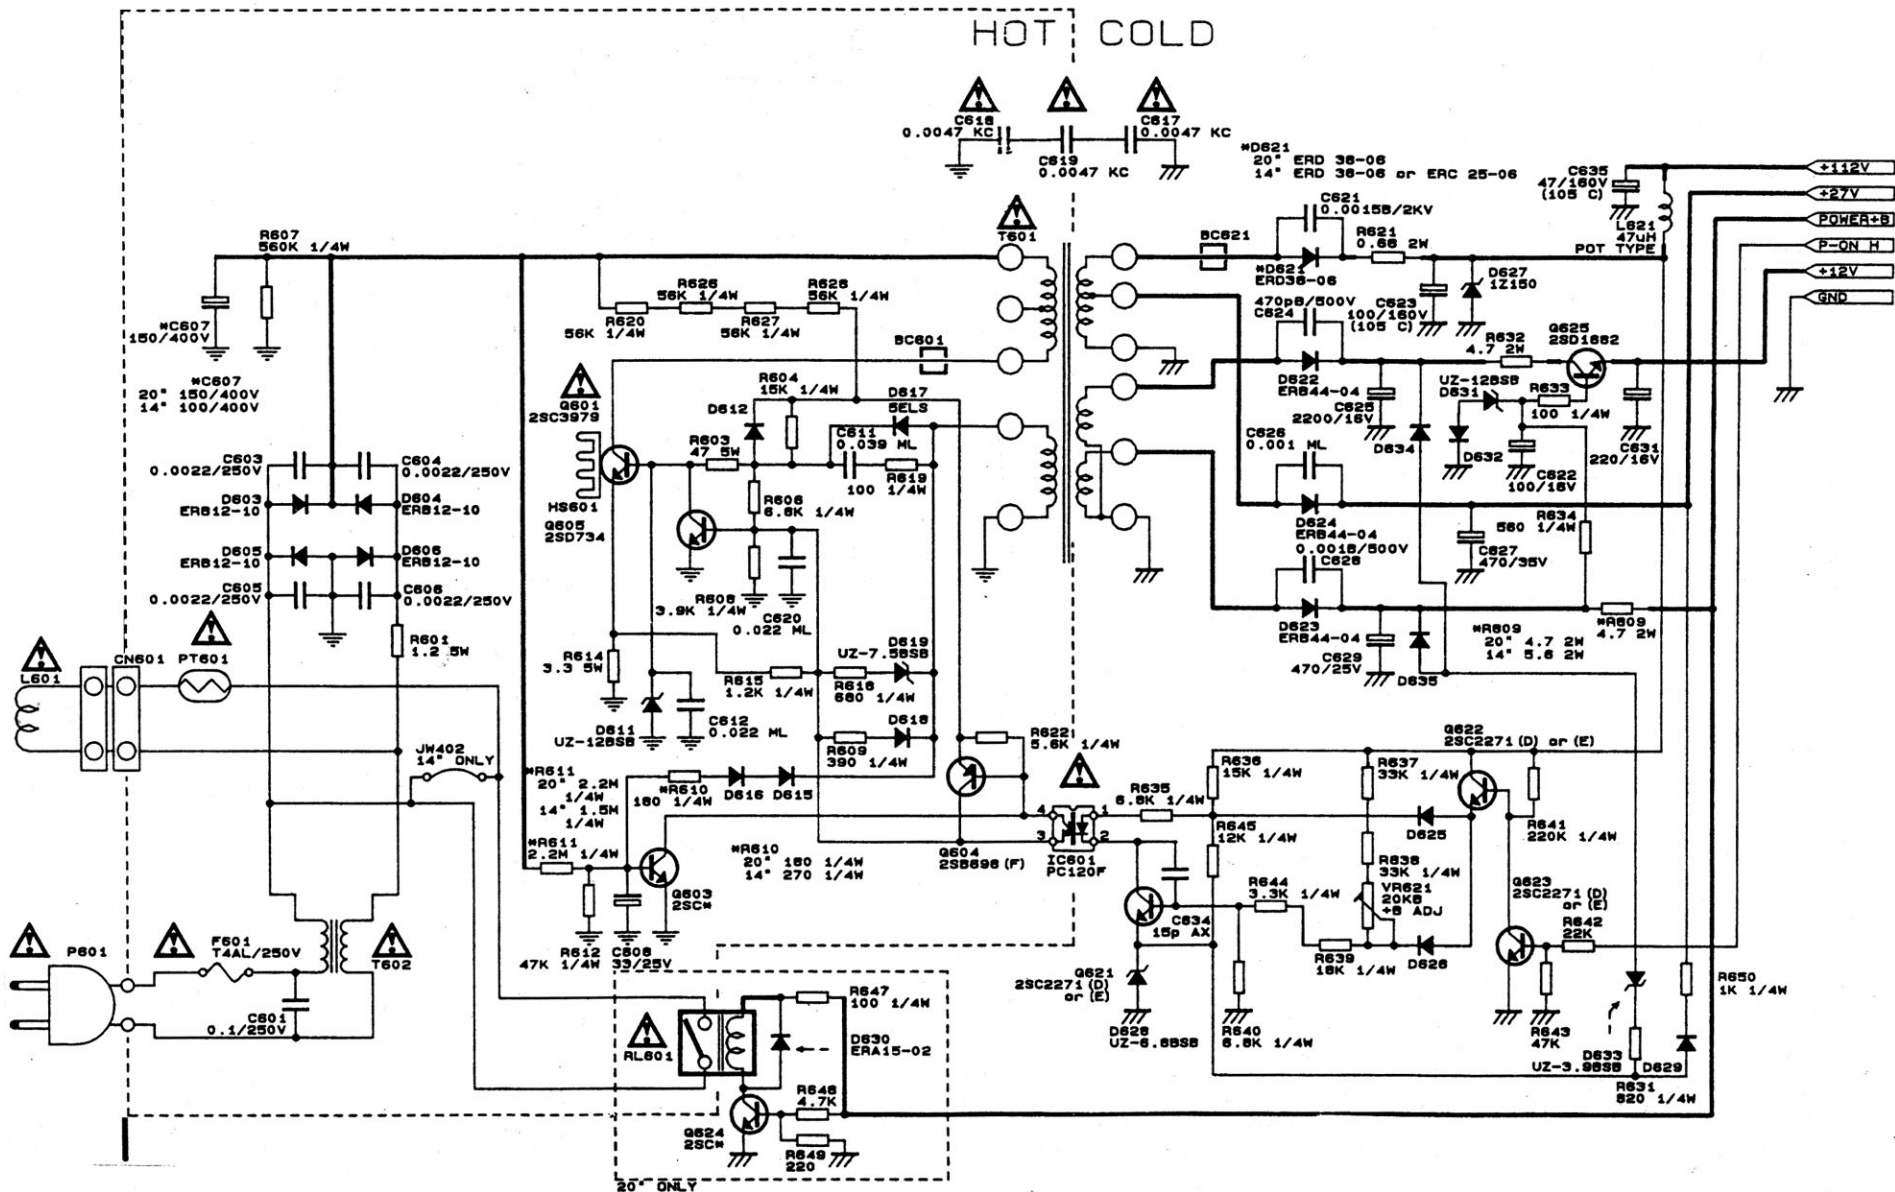 HOT COLD
C618
0.0047 KC
C619
0.0047 KC
C617
0.0047 KC
*D621
20" ERD 36-06
14" ERD 36-06 or ERC 25-06
C635
47/160V
(105 C)
+112V
+27V
POWER+B
P-ON H
+12V
GND
L621
47uH
POT TYPE
R607
560K 1/4W
*C607
150/400V
*C607
20" 150/400V
14" 100/400V
R620
56K 1/4W
R626
56K 1/4W
R627
56K 1/4W
R628
56K 1/4W
T601
BC601
BC621
C621
0.0015B/2KV
R621
0.68 2W
*D621
ERD36-06
D627
1Z150
470pB/500V
C624
C623
100/160V
(105 C)
R632
4.7 2W
Q625
2SD1682
Q601
2SC3979
HS601
D612
R604
15K 1/4W
D617
5ELS
R603
47 5W
C611
0.039 ML
R619
100 1/4W
R606
6.8K 1/4W
Q605
2SD734
R608
3.9K 1/4W
C620
0.022 ML
D622
ERB44-04
C625
2200/16V
UZ-12BSB
D631
R633
100 1/4W
D634
D632
C622
100/16V
C631
220/16V
C626
0.001 ML
D624
ERB44-04
R634
560 1/4W
C627
470/35V
0.001B/500V
C628
D623
ERB44-04
C629
470/25V
D635
*R609
4.7 2W
*R609
20" 4.7 2W
14" 5.6 2W
C603
0.0022/250V
C604
0.0022/250V
D603
ERB12-10
D604
ERB12-10
D605
ERB12-10
D606
ERB12-10
C605
0.0022/250V
C606
0.0022/250V
R601
1.2 5W
L601
CN601
PT601
JW402
14" ONLY
R614
3.3 5W
R615
1.2K 1/4W
D619
UZ-7.5BSB
R616
680 1/4W
D611
UZ-12BSB
C612
0.022 ML
D618
R609
390 1/4W
R622
5.6K 1/4W
*R611
20" 2.2M
1/4W
14" 1.5M
1/4W
*R610
180 1/4W
D616
D615
*R611
2.2M 1/4W
*R610
20" 180 1/4W
14" 270 1/4W
Q603
2SC*
R612
47K 1/4W
C608
33/25V
Q604
2SB698 (F)
4
3
1
2
IC601
PC120F
R635
6.8K 1/4W
R636
15K 1/4W
R645
12K 1/4W
R637
33K 1/4W
Q622
2SC2271 (D) or (E)
D625
R641
220K 1/4W
R638
33K 1/4W
VR621
20KB
+B ADJ
R644
3.3K 1/4W
C634
15p AX
R639
18K 1/4W
D626
Q623
2SC2271 (D)
or (E)
R642
22K
R643
47K
Q621
2SC2271 (D)
or (E)
D628
UZ-6.8BSB
R640
6.8K 1/4W
D633
UZ-3.9BSB
R631
820 1/4W
D629
R650
1K 1/4W
P601
F601
T4AL/250V
C601
0.1/250V
T602
RL601
R647
100 1/4W
D630
ERA15-02
R648
4.7K
Q624
2SC*
R649
220
20" ONLY